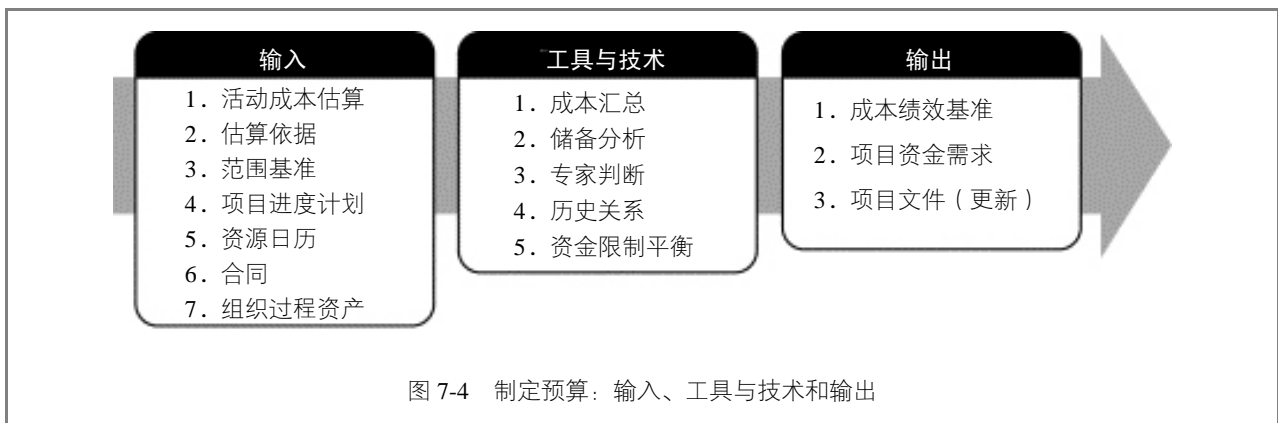 输入
1. 活动成本估算
2. 估算依据
3. 范围基准
4. 项目进度计划
5. 资源日历
6. 合同
7. 组织过程资产
工具与技术
1. 成本汇总
2. 储备分析
3. 专家判断
4. 历史关系
5. 资金限制平衡
输出
1. 成本绩效基准
2. 项目资金需求
3. 项目文件（更新）
图 7-4 制定预算：输入、工具与技术和输出